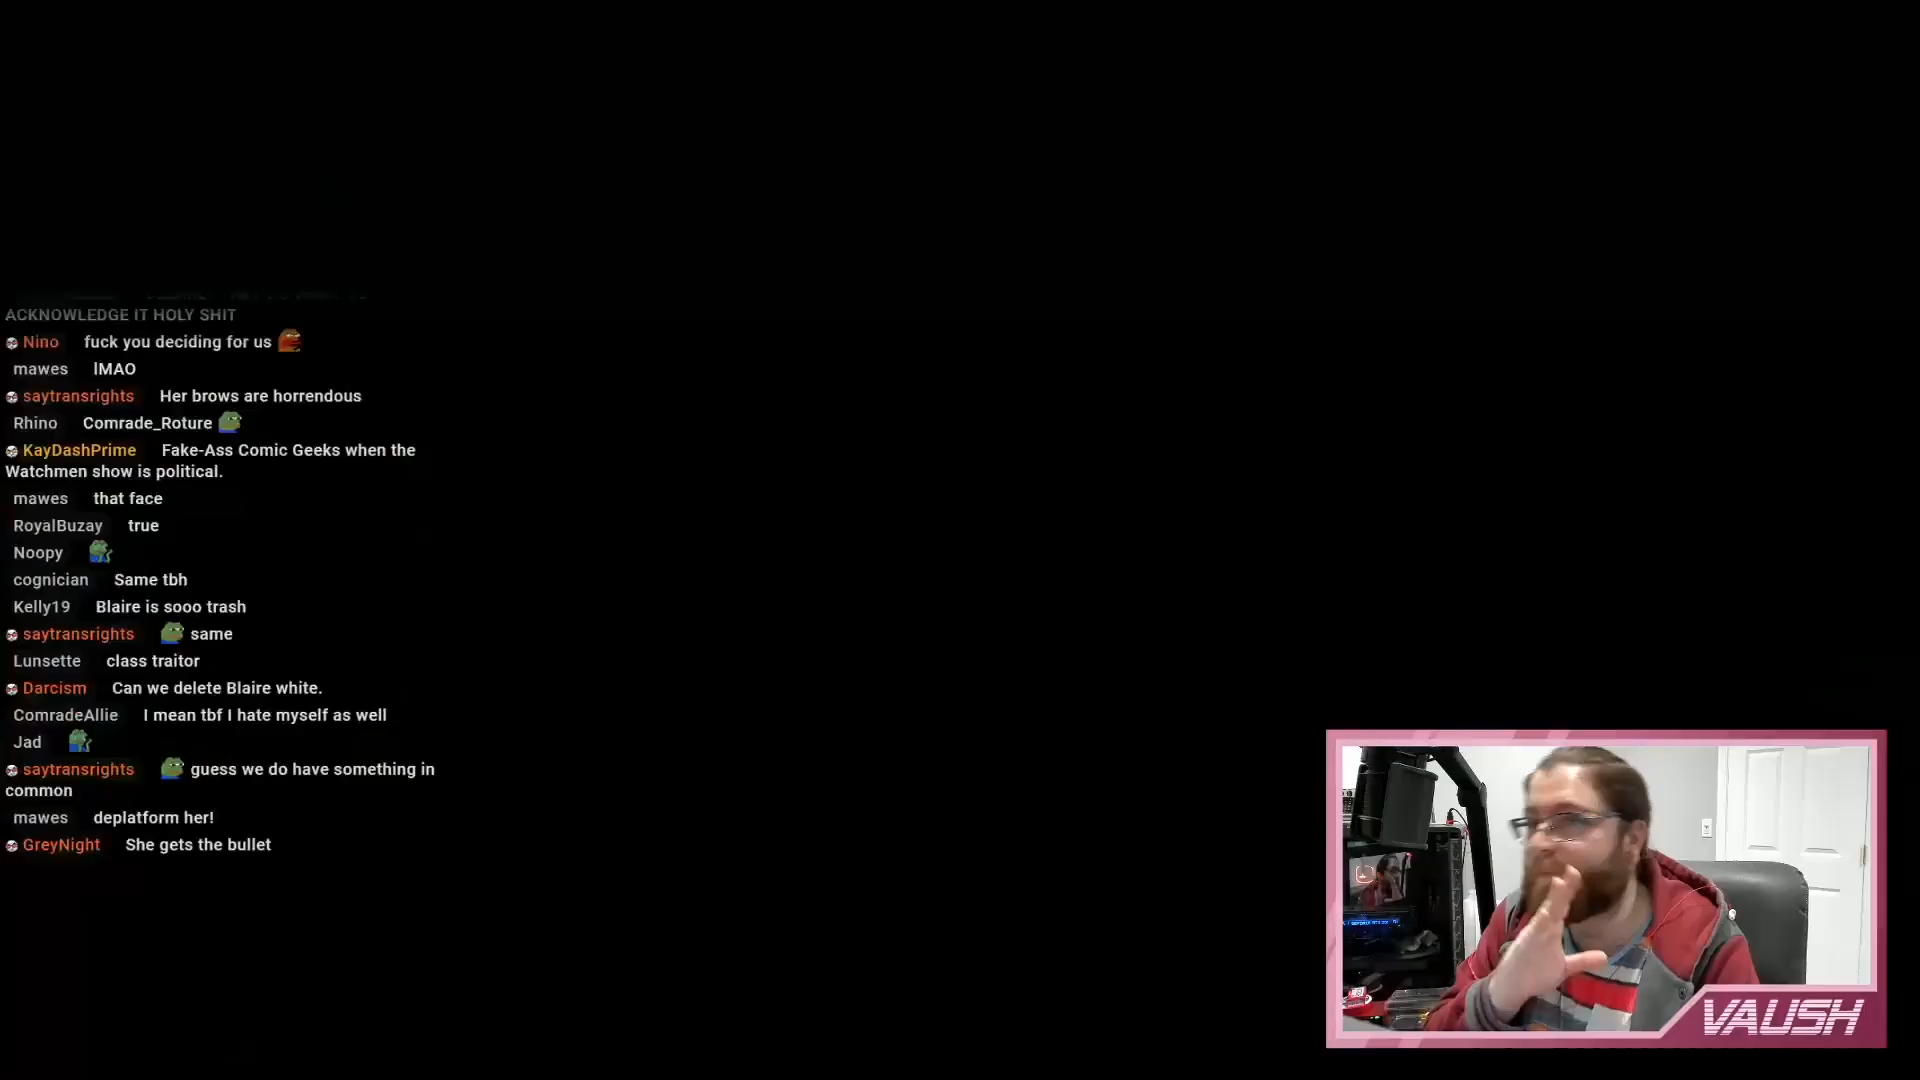 ACKNOWLEDGE IT HOLY SHIT
Nino fuck you deciding for us
mawes lMAO
saytransrights Her brows are horrendous
Rhino Comrade_Roture
KayDashPrime Fake-Ass Comic Geeks when the
Watchmen show is political.
mawes that face
RoyalBuzay true
Noopy
cognician Same tbh
Kelly19 Blaire is sooo trash
saytransrights same
Lunsette class traitor
Darcism Can we delete Blaire white.
ComradeAllie I mean tbf I hate myself as well
Jad
saytransrights guess we do have something in
common
mawes deplatform her!
GreyNight She gets the bullet
VAUSH